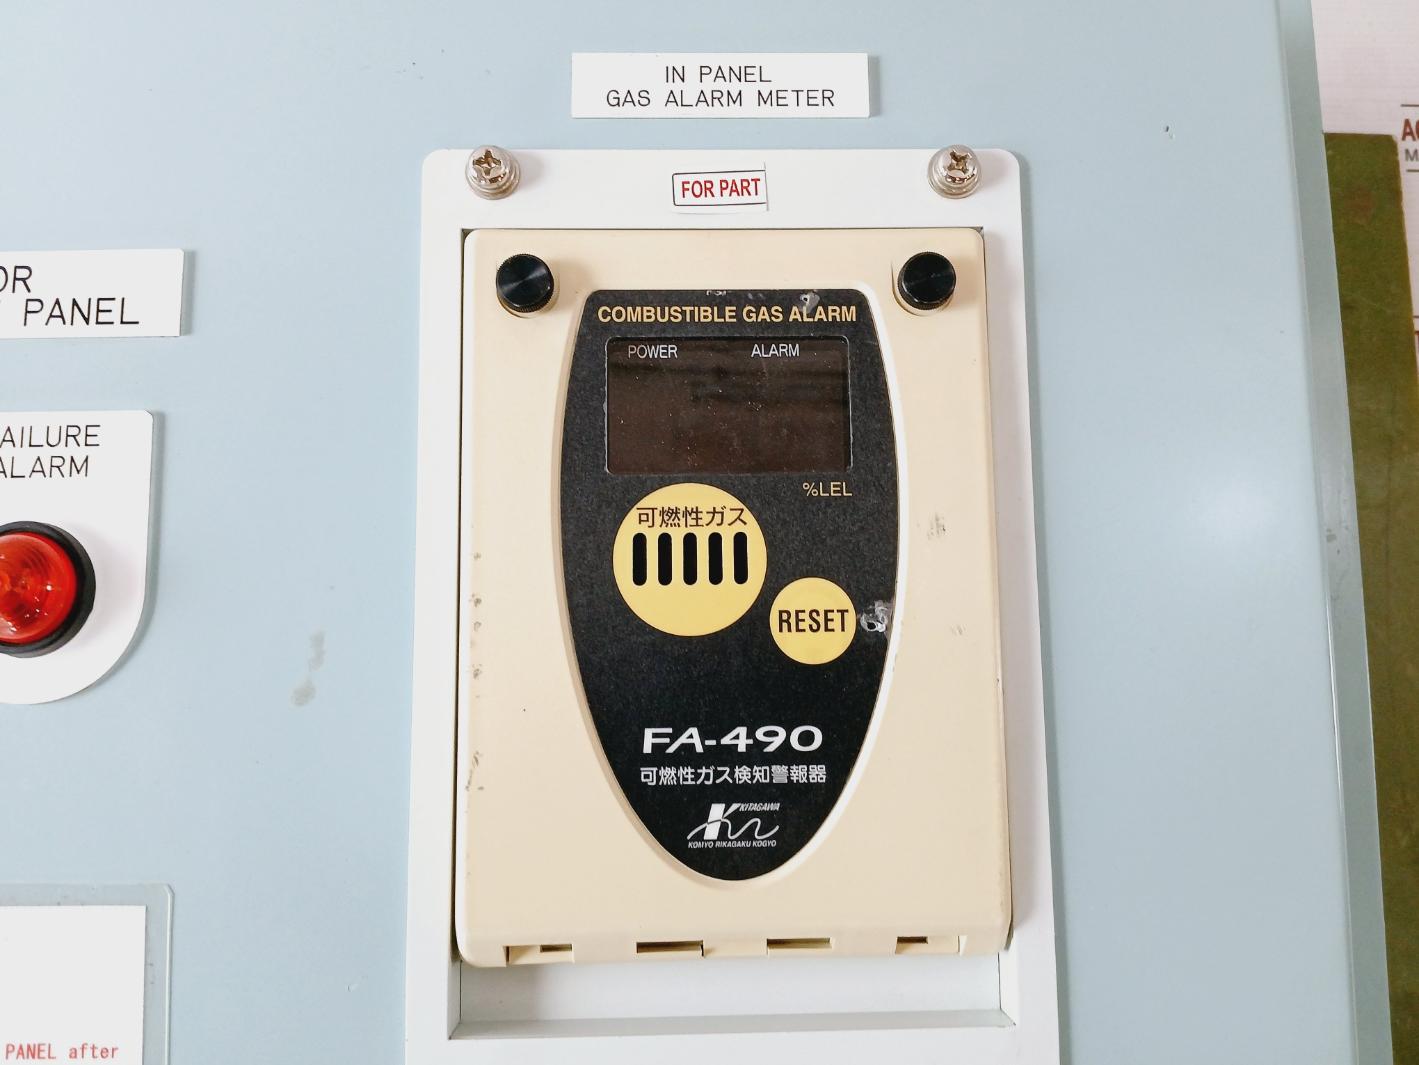 IN PANEL
GAS ALARM METER
FOR PART
OR
PANEL
AILURE
ALARM
COMBUSTIBLE GAS ALARM
POWER ALARM
%LEL
可燃性ガス
RESET
FA-490
可燃性ガス検知警報器
KITAGAWA
KOMYO RIKAGAKU KOGYO
PANEL after